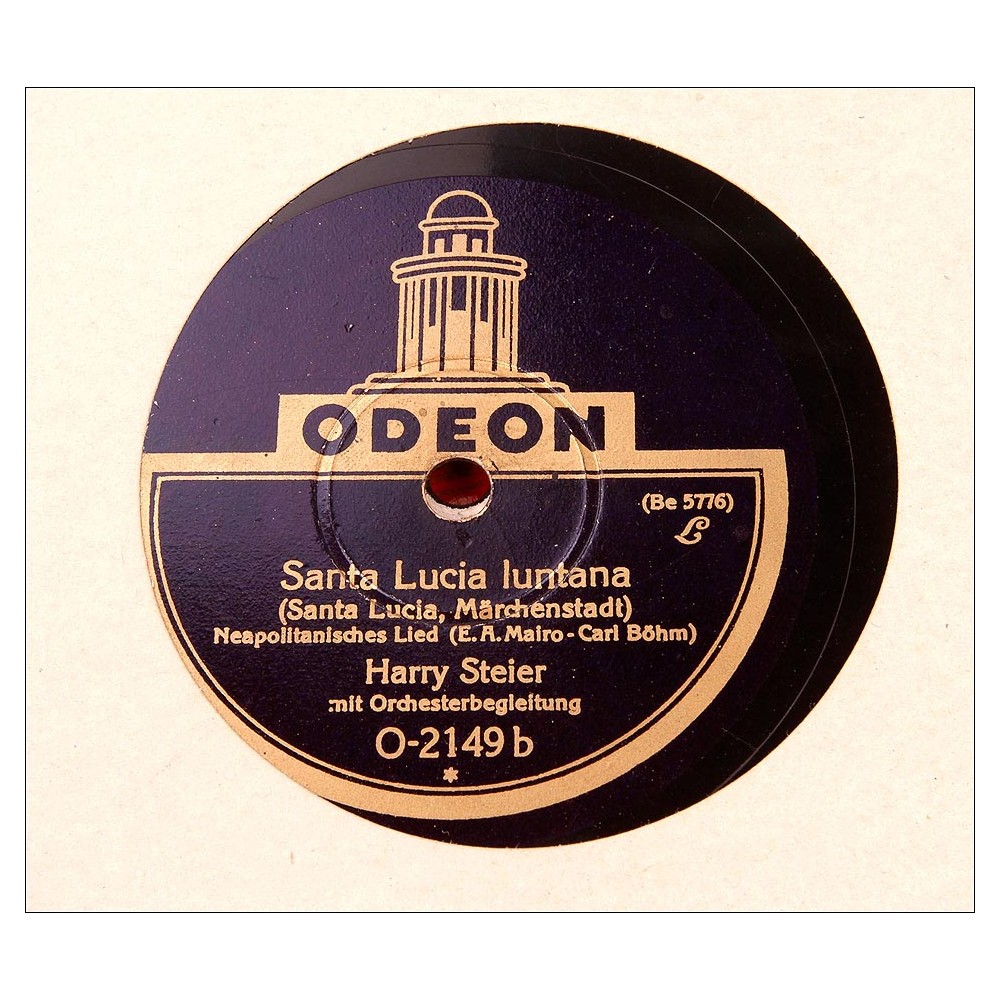 ODEON
(Be 5776)
L
Santa Lucia luntana
(Santa Lucia, Märchenstadt)
Neapolitanisches Lied (E. A. Mairo - Carl Böhm)
Harry Steier
mit Orchesterbegleitung
O-2149 b
*